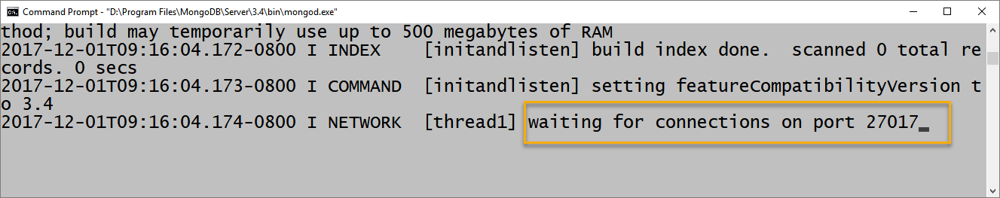 Command Prompt - "D:\Program Files\MongoDB\Server\3.4\bin\mongod.exe"
thod; build may temporarily use up to 500 megabytes of RAM
2017-12-01T09:16:04.172-0800 I INDEX    [initandlisten] build index done.  scanned 0 total re
cords. 0 secs
2017-12-01T09:16:04.173-0800 I COMMAND  [initandlisten] setting featureCompatibilityVersion t
o 3.4
2017-12-01T09:16:04.174-0800 I NETWORK  [thread1] waiting for connections on port 27017